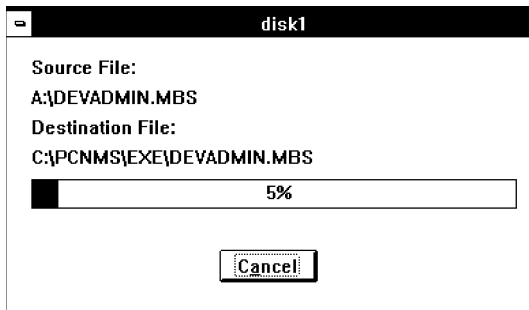 disk1
Source File:
A:\DEVADMIN.MBS
Destination File:
C:\PCNMS\EXE\DEVADMIN.MBS
5%
Cancel